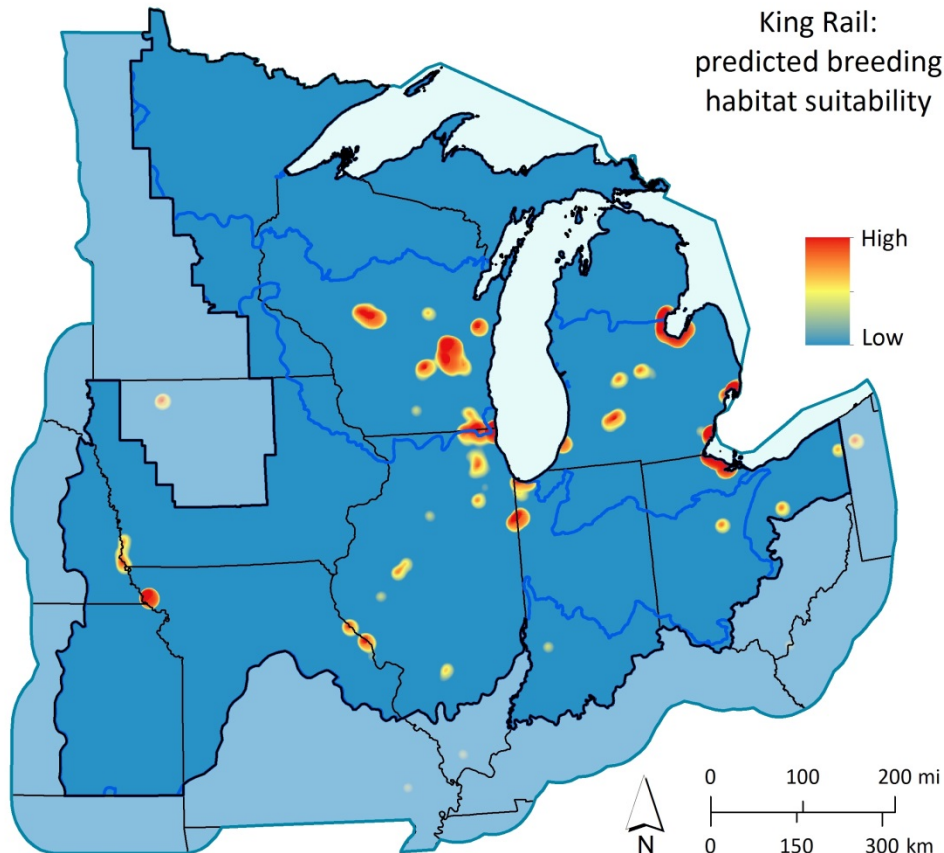 King Rail:
predicted breeding
habitat suitability
High
Low
0 100 200 mi
N
0 150 300 km